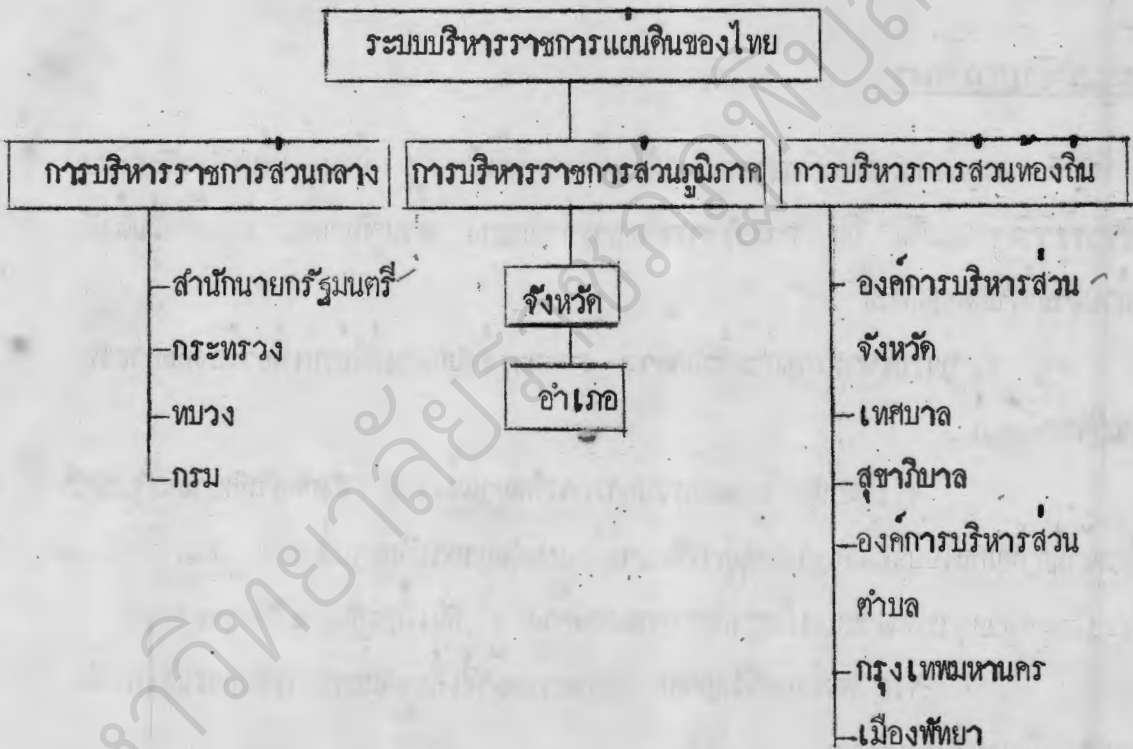 ระบบบริหารราชการแผ่นดินของไทย
การบริหารราชการส่วนกลาง
การบริหารราชการส่วนภูมิภาค
การบริหารการส่วนท้องถิ่น
สำนักนายกรัฐมนตรี
กระทรวง
ทบวง
กรม
จังหวัด
อำเภอ
องค์การบริหารส่วน
จังหวัด
เทศบาล
สุขาภิบาล
องค์การบริหารส่วน
ตำบล
กรุงเทพมหานคร
เมืองพัทยา